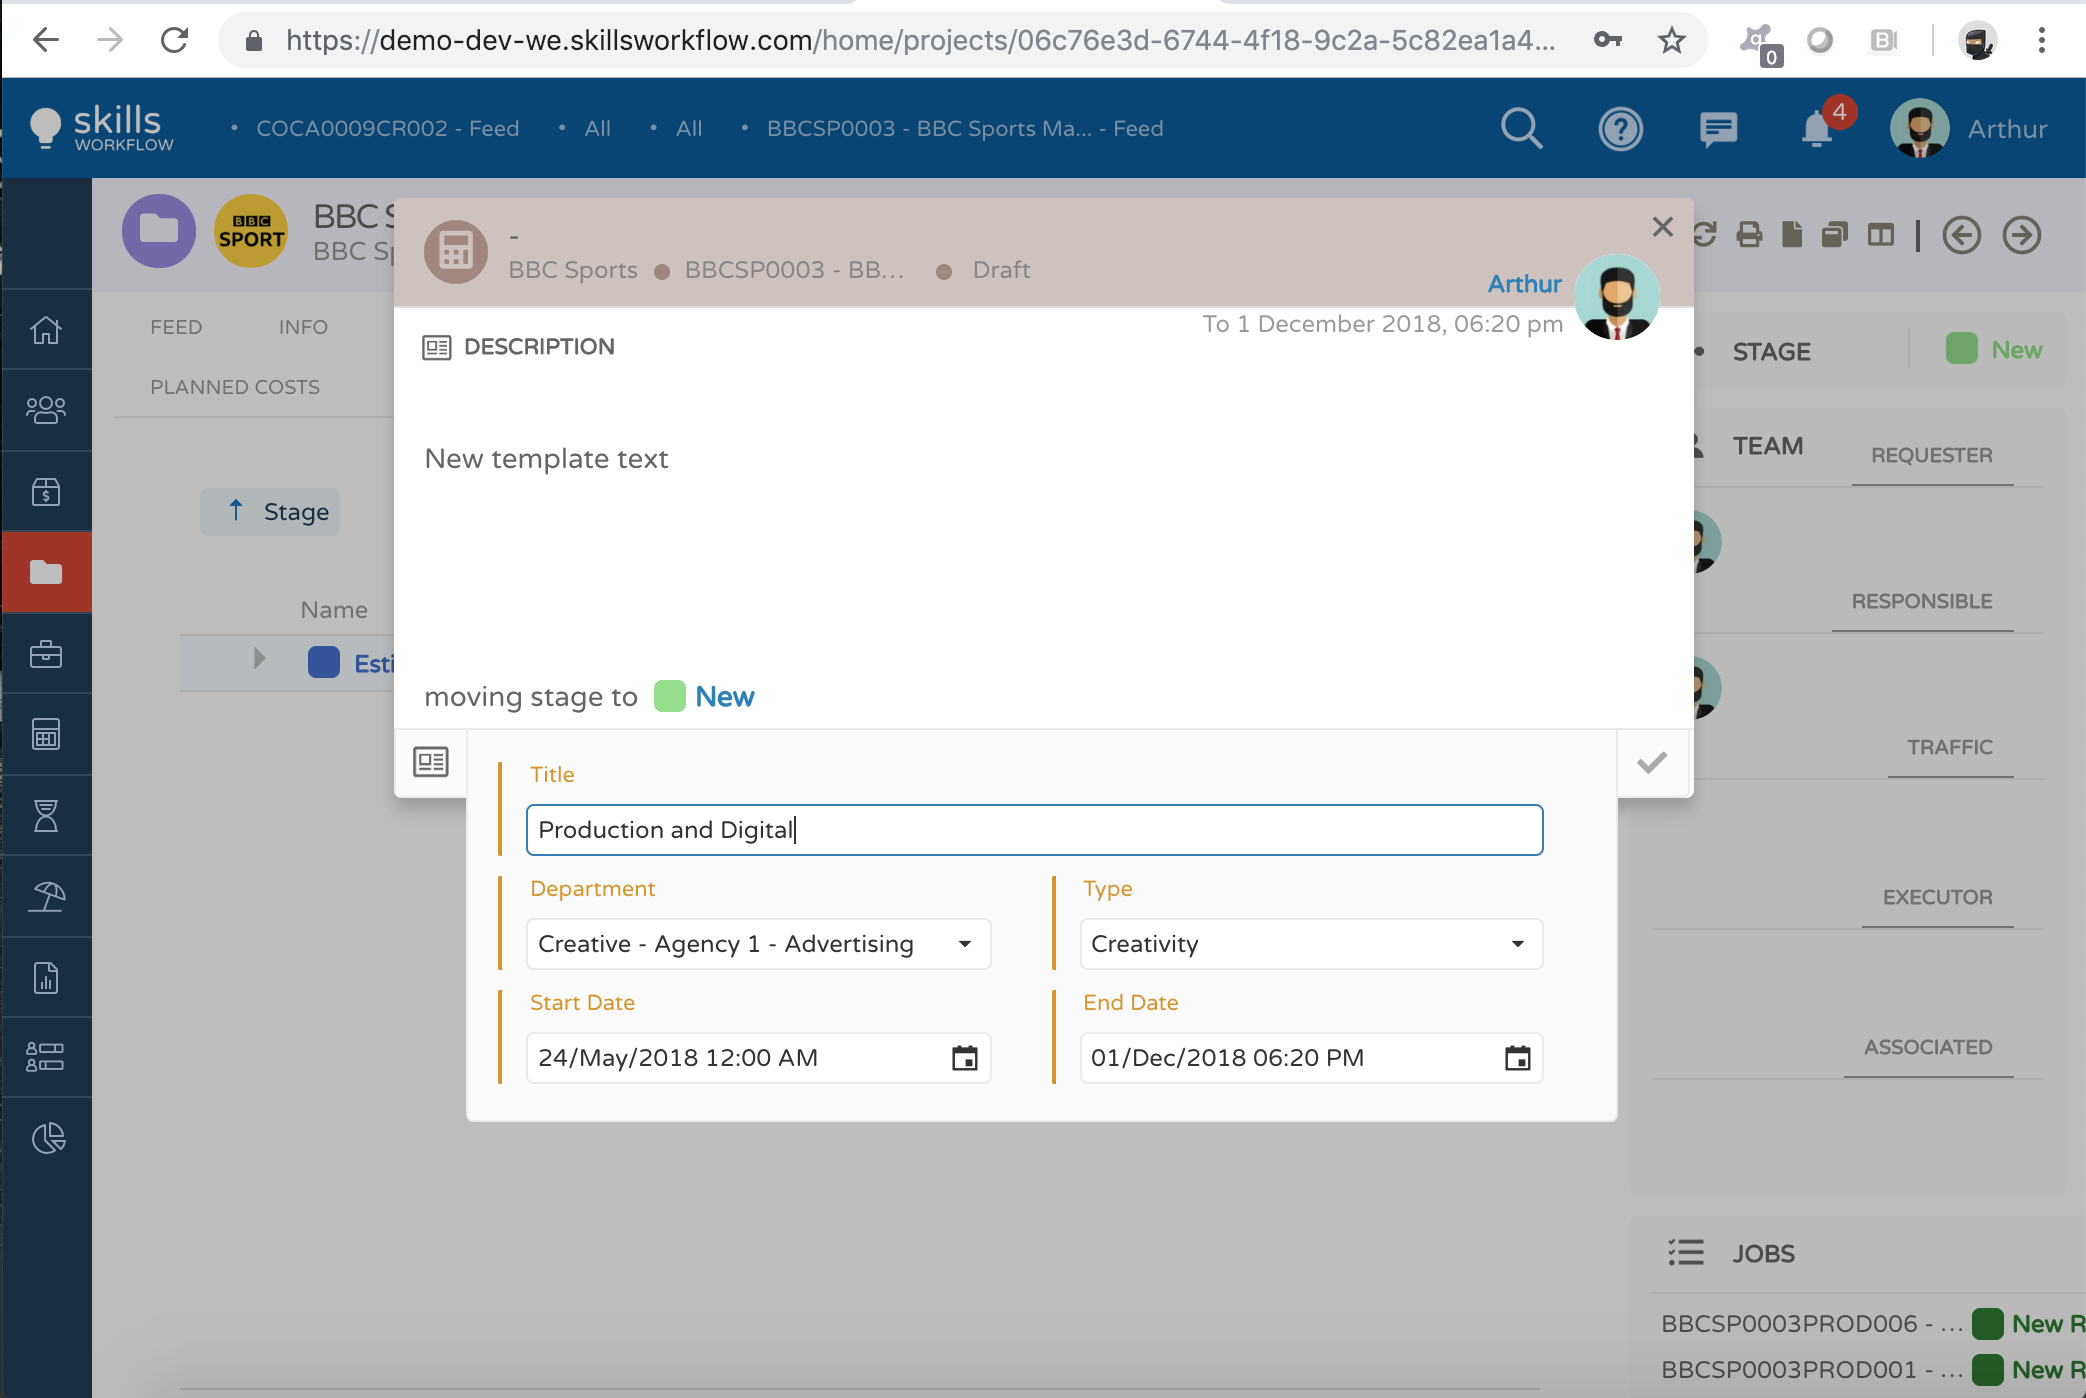 https://demo-dev-we.skillsworkflow.com/home/projects/06c76e3d-6744-4f18-9c2a-5c82ea1a4...
0
B
skills
WORKFLOW
• COCA0009CR002 - Feed • All • All • BBCSP0003 - BBC Sports Ma... - Feed
4
Arthur
BBC
SPORT
BBC S
BBC Sp
-
BBC Sports • BBCSP0003 - BB... • Draft
Arthur
To 1 December 2018, 06:20 pm
FEED INFO
PLANNED COSTS
DESCRIPTION
STAGE New
New template text
TEAM REQUESTER
Stage
RESPONSIBLE
Name
Esti
moving stage to New
TRAFFIC
Title
Production and Digital
Department Type
EXECUTOR
Creative - Agency 1 - Advertising Creativity
Start Date End Date
24/May/2018 12:00 AM 01/Dec/2018 06:20 PM
ASSOCIATED
JOBS
BBCSP0003PROD006 - ... New R
BBCSP0003PROD001 - ... New R